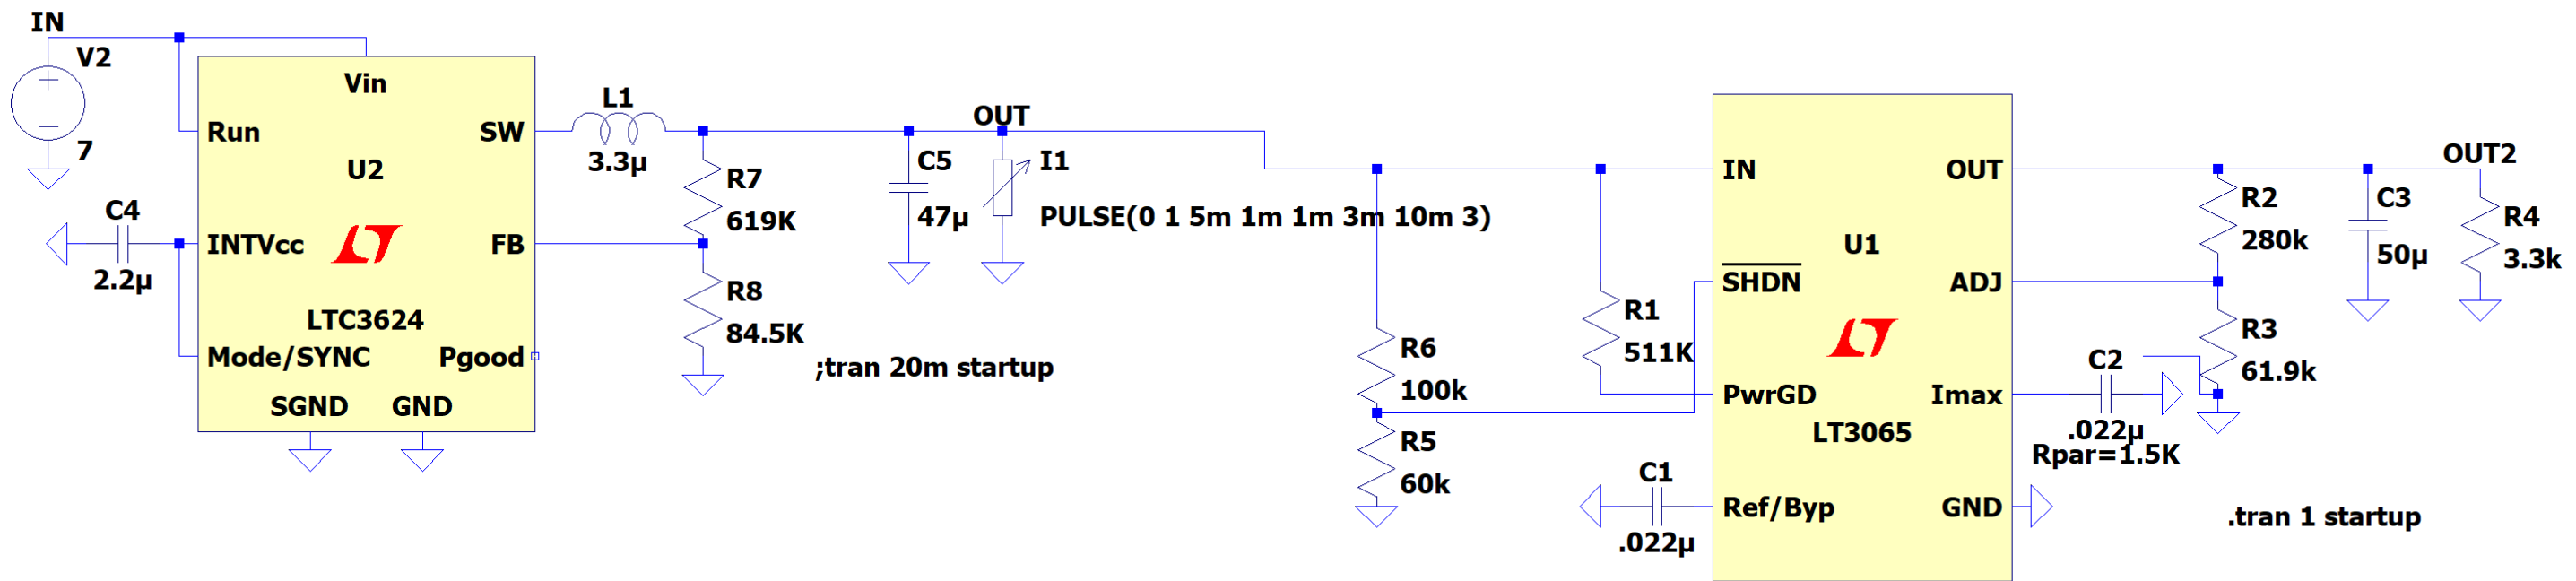 IN
V2
7
C4
2.2µ
Vin
Run
SW
U2
INTVcc
FB
LTC3624
Mode/SYNC
Pgood
SGND
GND
L1
3.3µ
R7
619K
R8
84.5K
C5
47µ
OUT
I1
PULSE(0 1 5m 1m 1m 3m 10m 3)
;tran 20m startup
R6
100k
R5
60k
R1
511K
C1
.022µ
IN
OUT
U1
SHDN
ADJ
PwrGD
Imax
LT3065
Ref/Byp
GND
R2
280k
R3
61.9k
C2
.022µ
Rpar=1.5K
C3
50µ
OUT2
R4
3.3k
.tran 1 startup